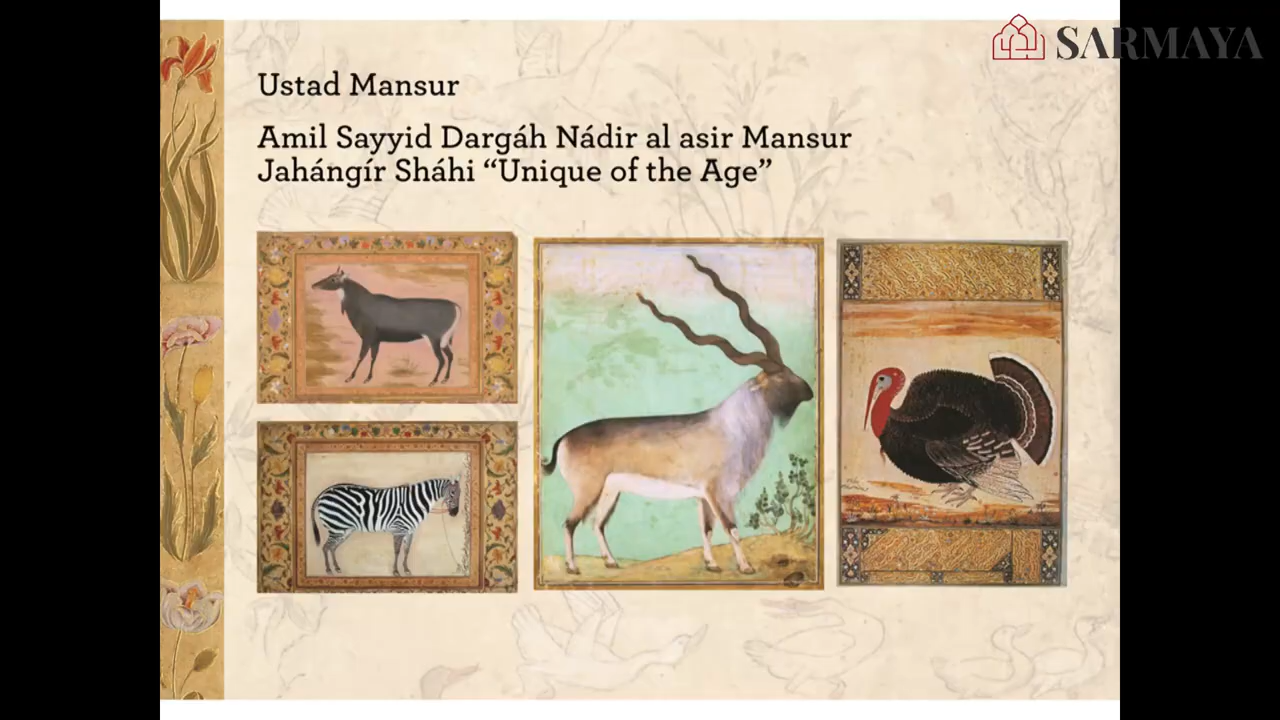 SARMAYA
Ustad Mansur
Amil Sayyid Dargáh Nádir al asir Mansur
Jahángír Sháhi “Unique of the Age”